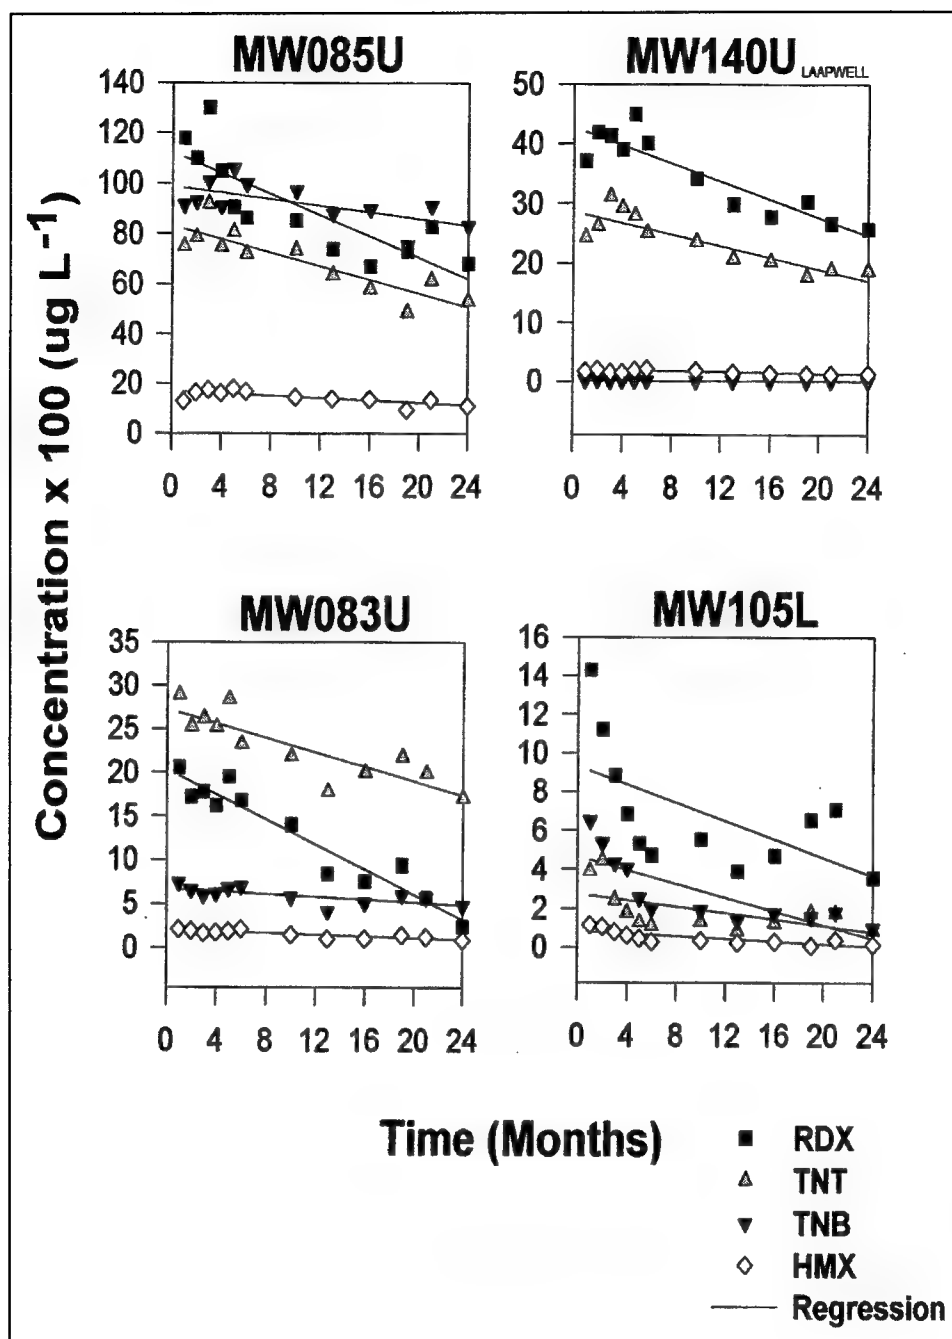 MW085U
MW140U LAAPWELL
140
120
100
80
60
40
20
0
0 4 8 12 16 20 24
50
40
30
20
10
0
0 4 8 12 16 20 24
Concentration x 100 (ug L-1)
MW083U
MW105L
35
30
25
20
15
10
5
0
0 4 8 12 16 20 24
16
14
12
10
8
6
4
2
0
0 4 8 12 16 20 24
Time (Months)
RDX
TNT
TNB
HMX
Regression